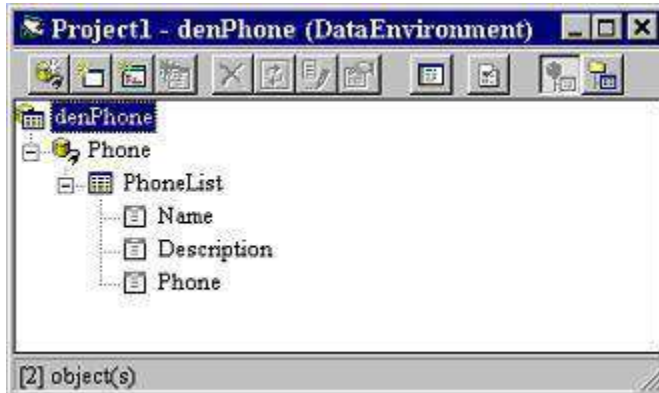 Project1 - denPhone (DataEnvironment)
denPhone
Phone
PhoneList
Name
Description
Phone
[2] object(s)